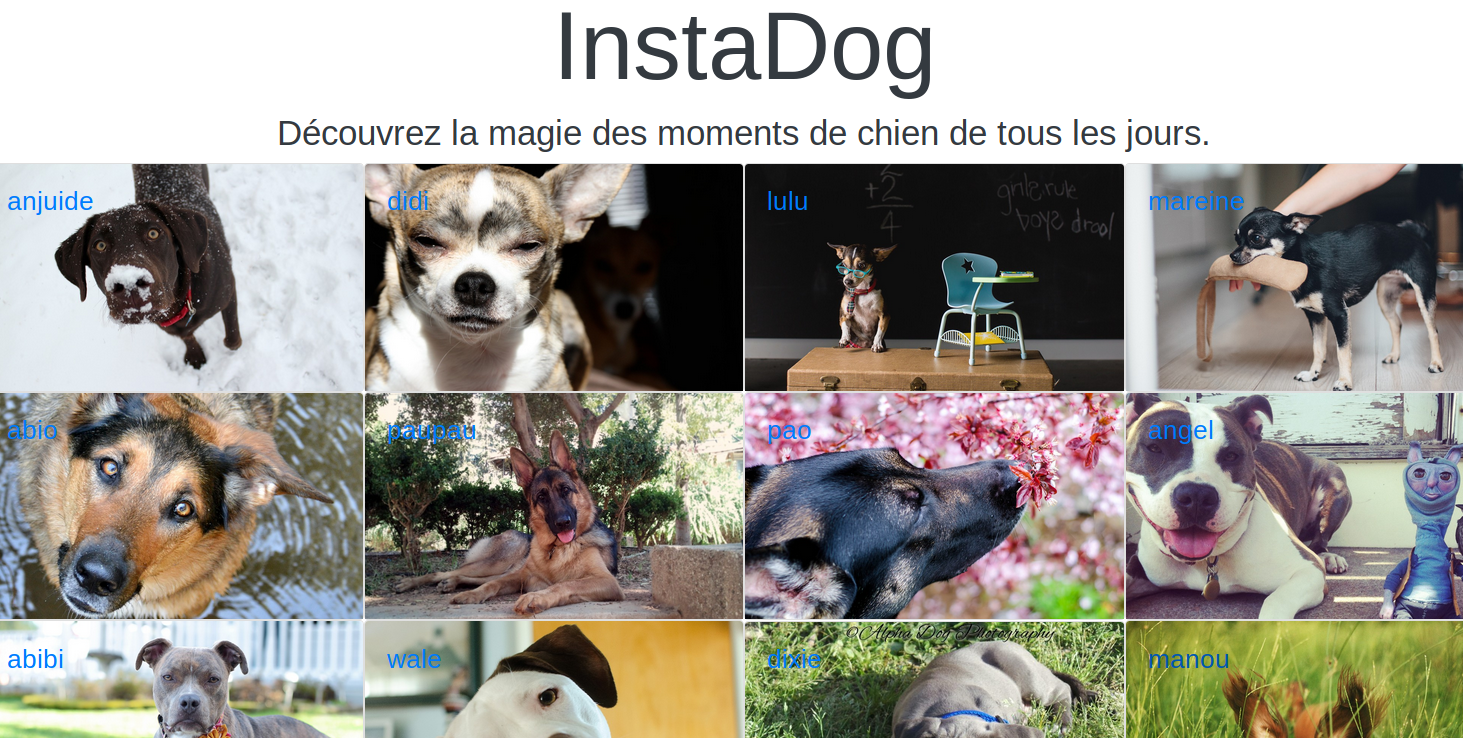 InstaDog
Découvrez la magie des moments de chien de tous les jours.
anjuide
didi
lulu
mareine
+2
4
girls rule
boys drool
abio
paupau
pao
angel
abibi
wale
dixie
©Alpha Dog Photography
manou